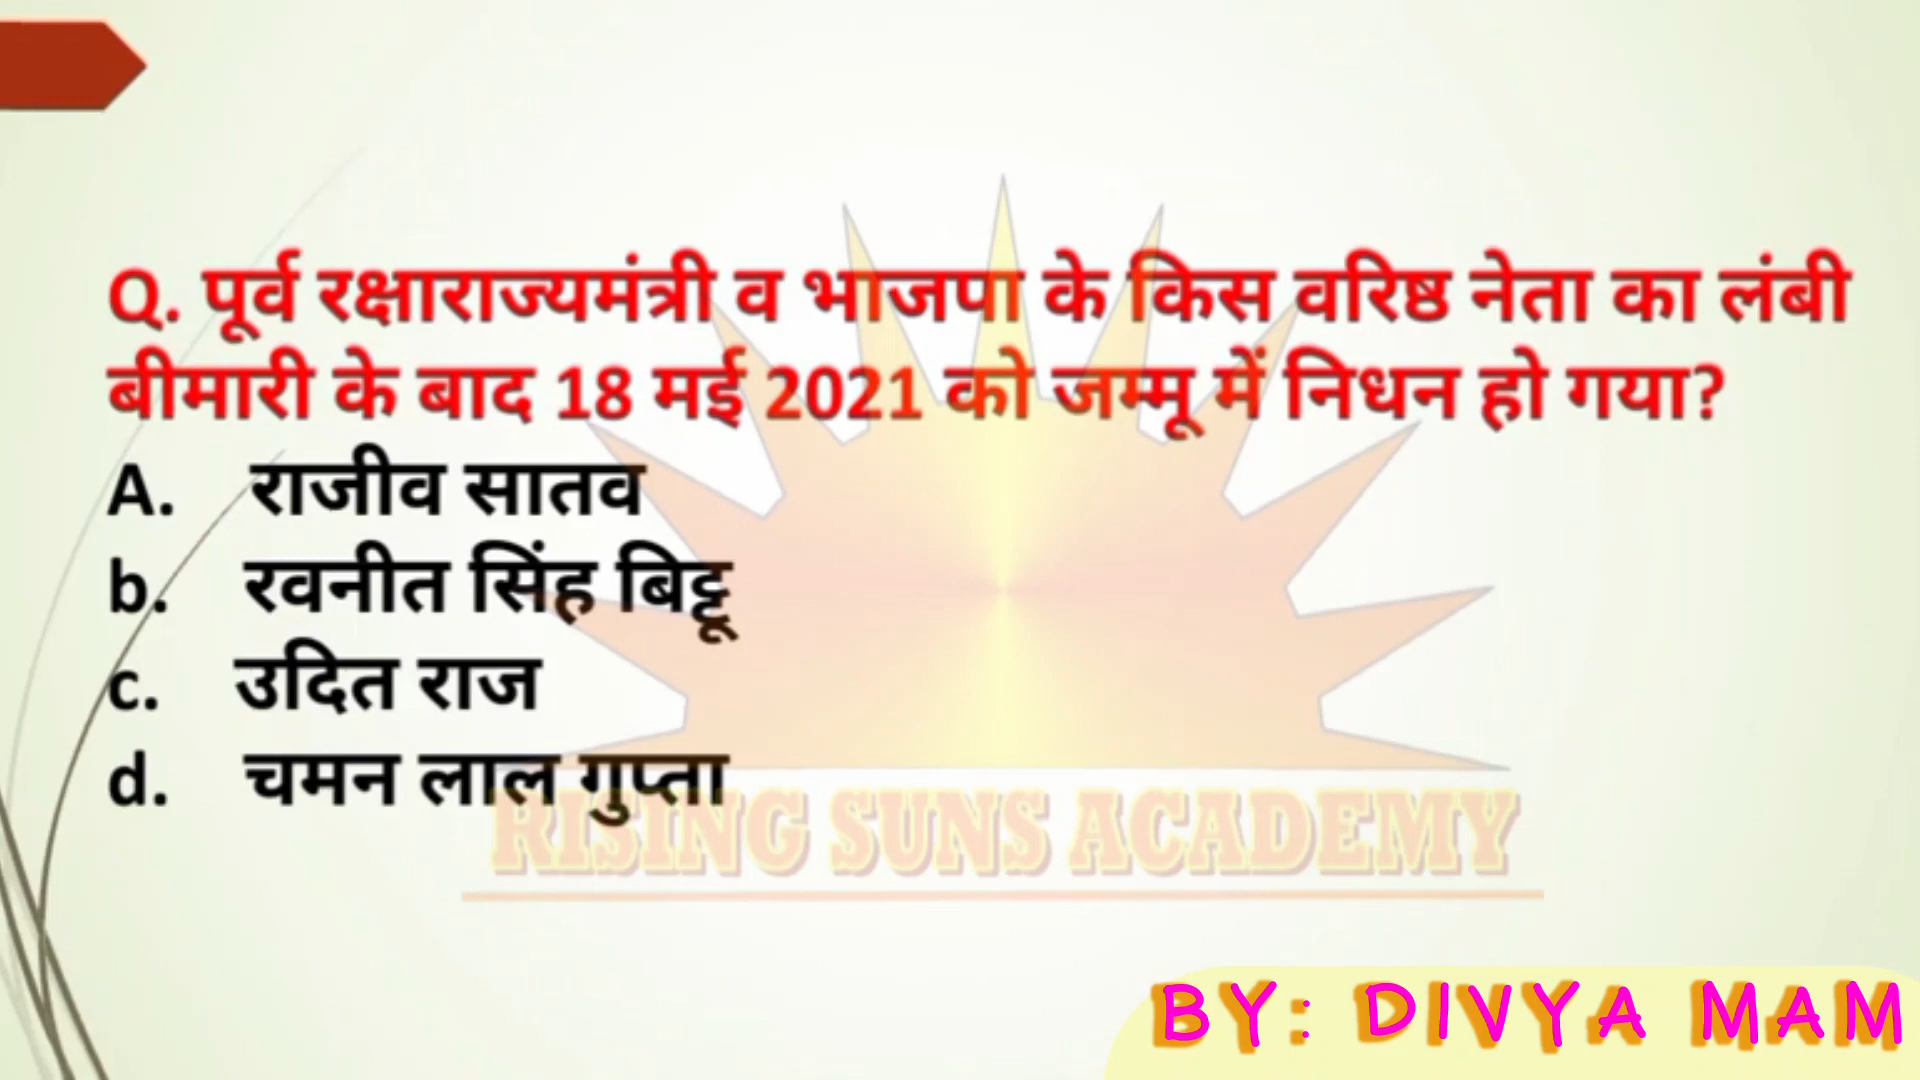 Q. पूर्व रक्षाराज्यमंत्री व भाजपा के किस वरिष्ठ नेता का लंबी
बीमारी के बाद 18 मई 2021 को जम्मू में निधन हो गया?
A. राजीव सातव
b. रवनीत सिंह बिट्टू
c. उदित राज
d. चमन लाल गुप्ता
RISING SUNS ACADEMY
BY: DIVYA MAM